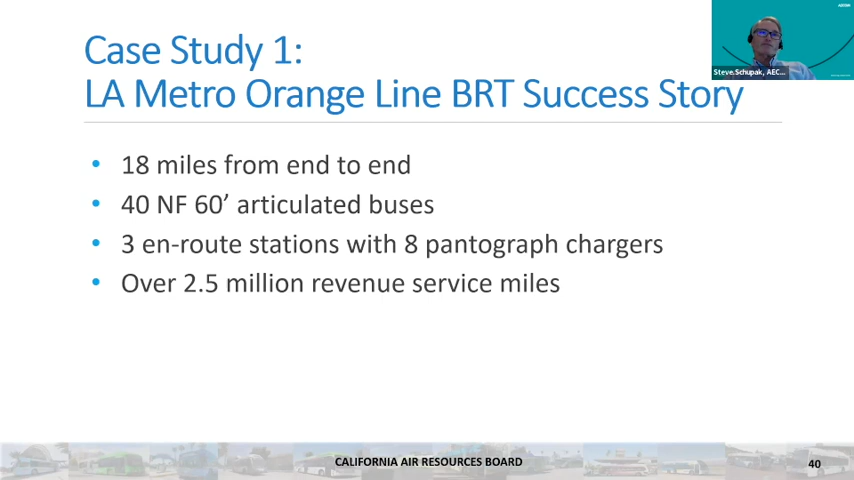 Case Study 1:
LA Metro Orange Line BRT Success Story
Steve Schupak, AEC...
• 18 miles from end to end
• 40 NF 60’ articulated buses
• 3 en-route stations with 8 pantograph chargers
• Over 2.5 million revenue service miles
CALIFORNIA AIR RESOURCES BOARD
40